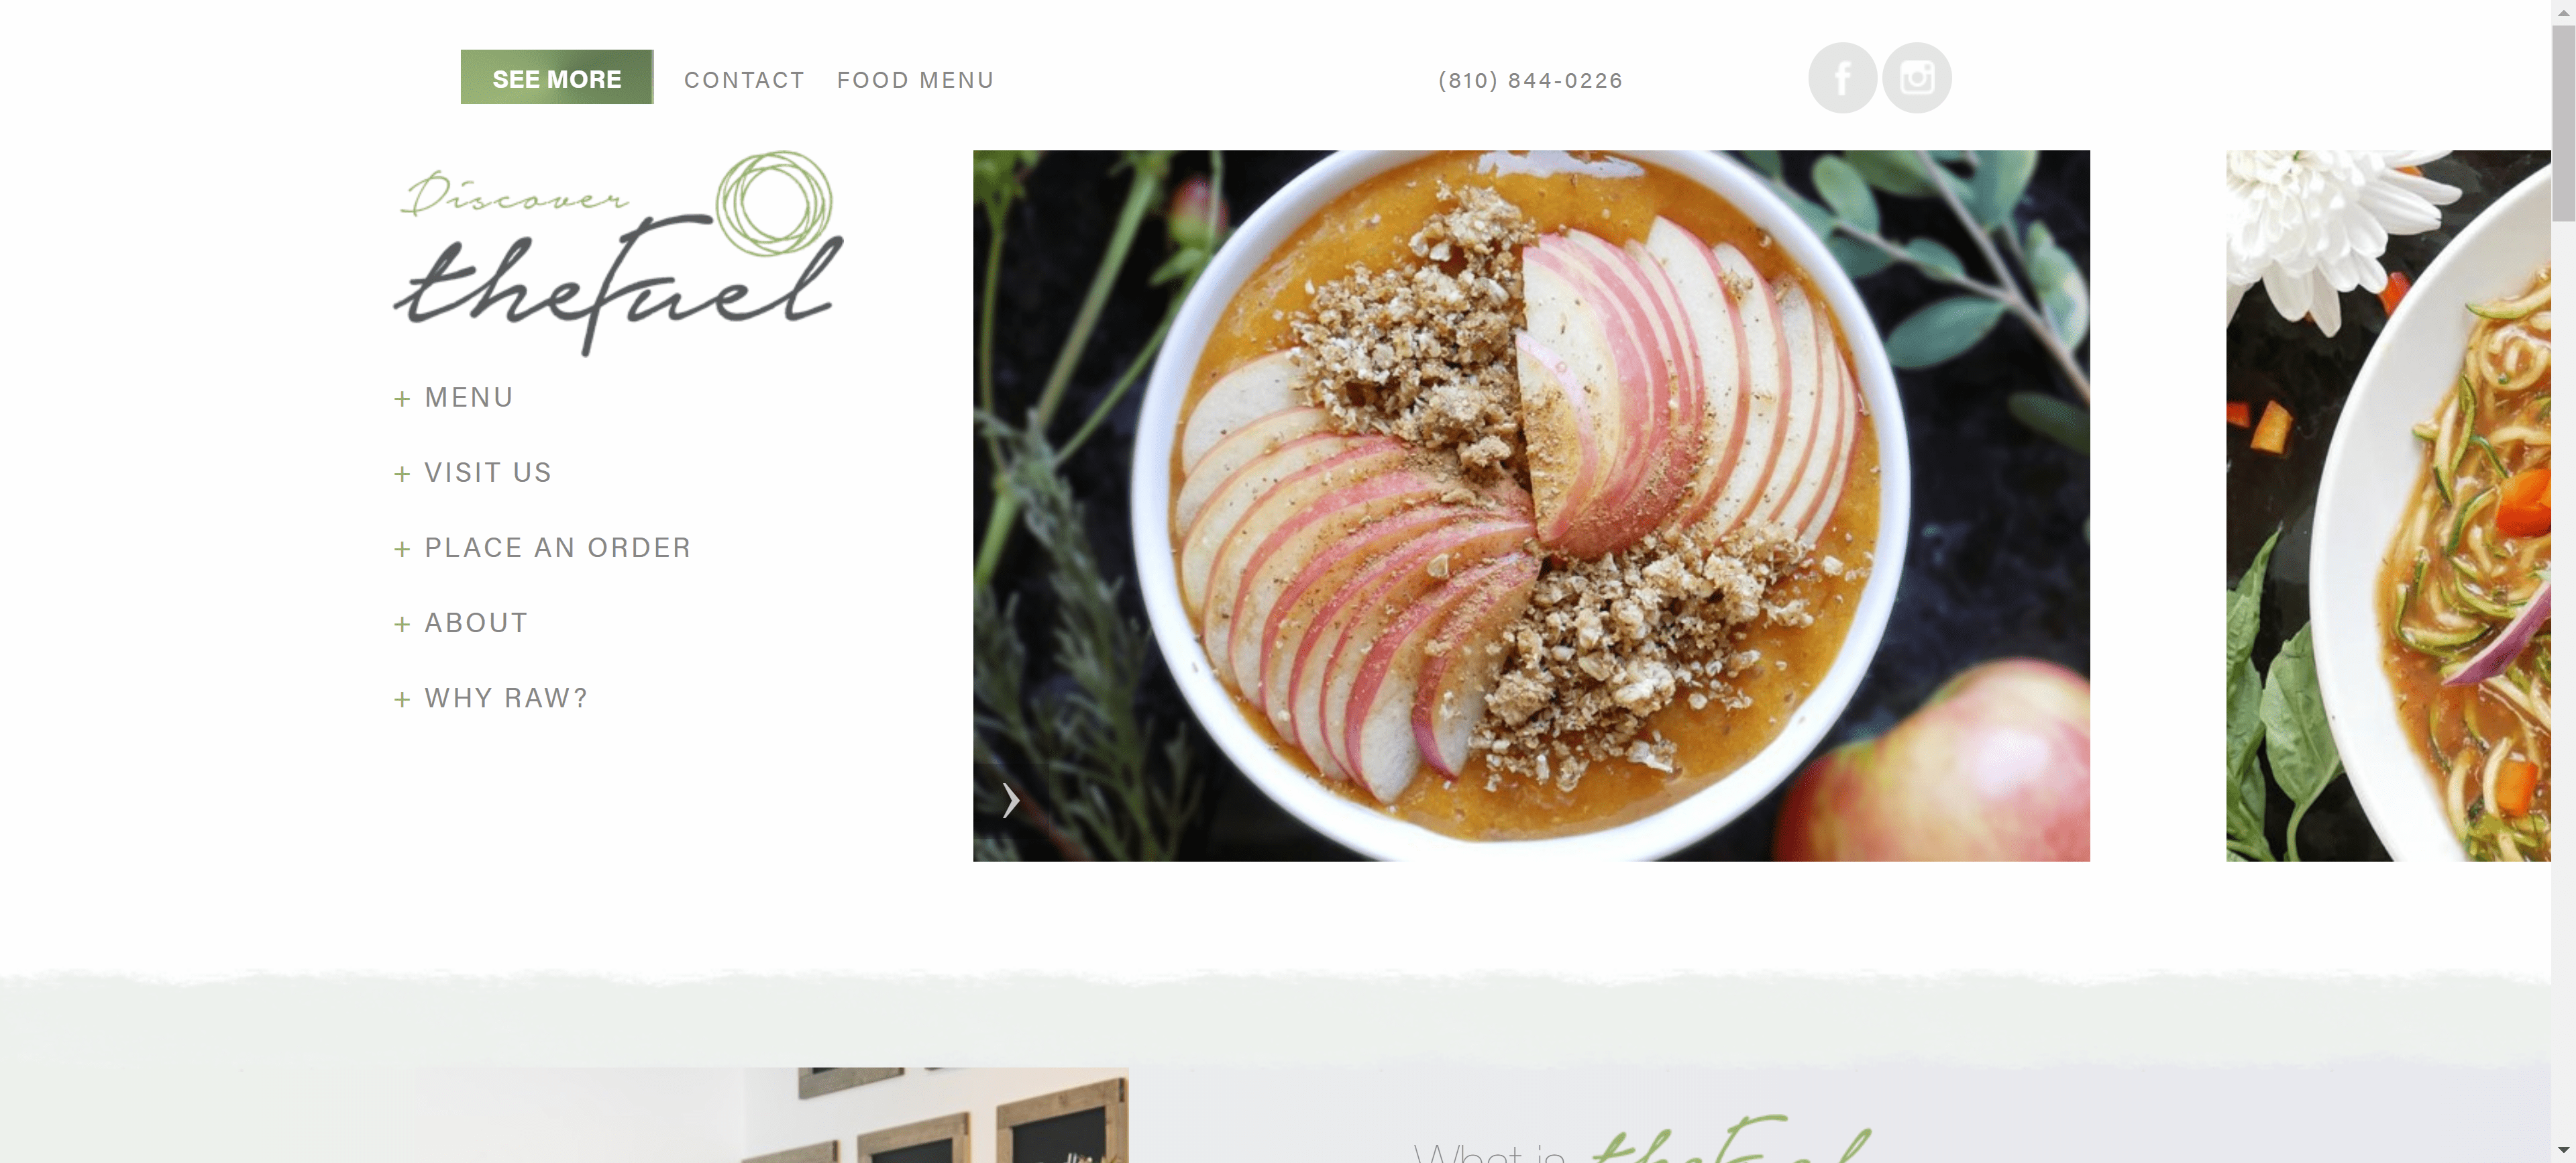 SEE MORE
CONTACT
FOOD MENU
(810) 844-0226
Discover
theFuel
+ MENU
+ VISIT US
+ PLACE AN ORDER
+ ABOUT
+ WHY RAW?
What is theFuel